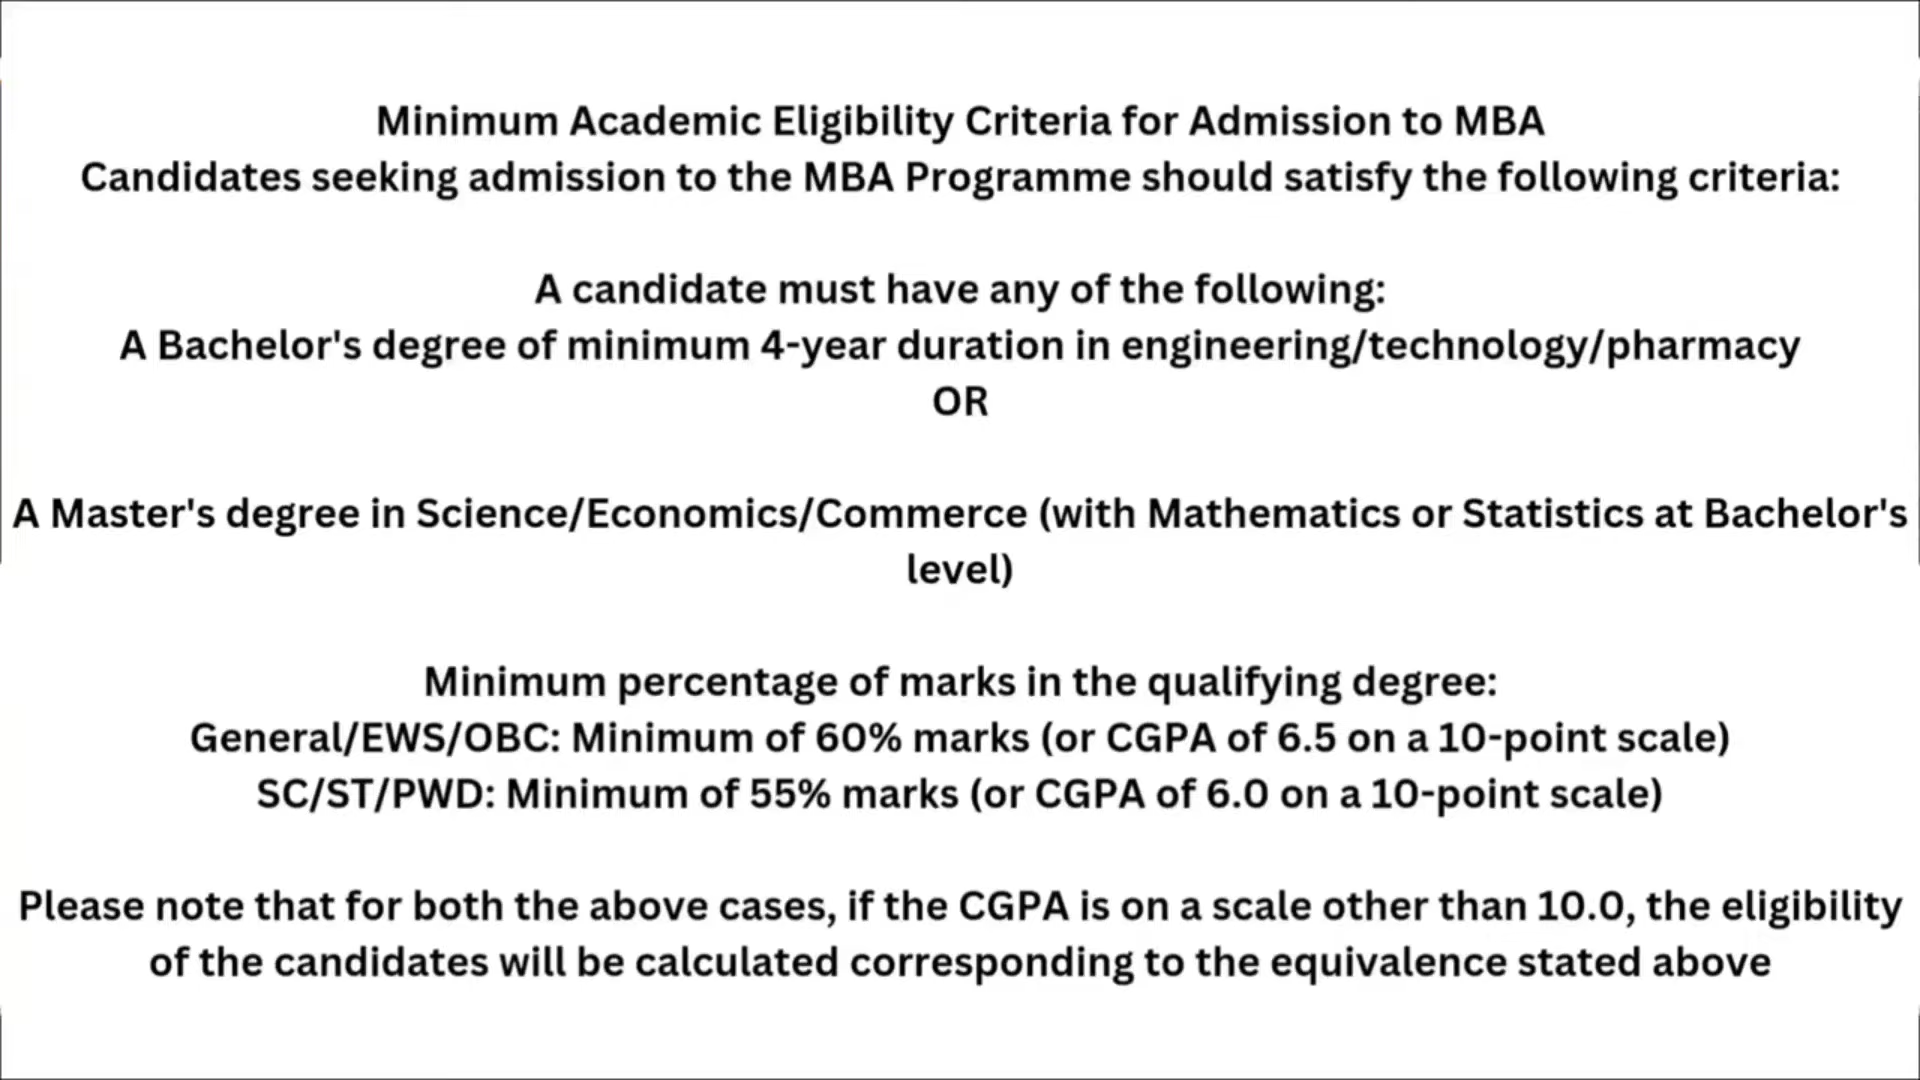 Minimum Academic Eligibility Criteria for Admission to MBA
Candidates seeking admission to the MBA Programme should satisfy the following criteria:
A candidate must have any of the following:
A Bachelor's degree of minimum 4-year duration in engineering/technology/pharmacy
OR
A Master's degree in Science/Economics/Commerce (with Mathematics or Statistics at Bachelor's
level)
Minimum percentage of marks in the qualifying degree:
General/EWS/OBC: Minimum of 60% marks (or CGPA of 6.5 on a 10-point scale)
SC/ST/PWD: Minimum of 55% marks (or CGPA of 6.0 on a 10-point scale)
Please note that for both the above cases, if the CGPA is on a scale other than 10.0, the eligibility
of the candidates will be calculated corresponding to the equivalence stated above